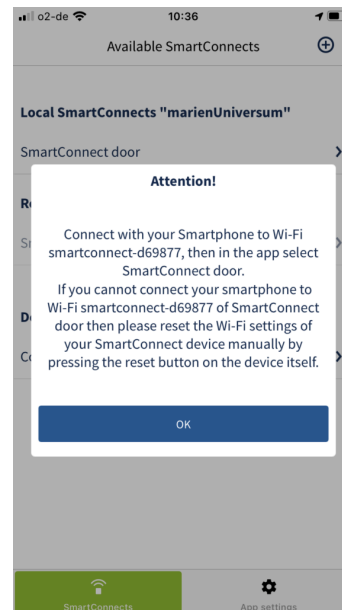 o2-de 10:36
Available SmartConnects
Local SmartConnects "marienUniversum"
SmartConnect door
Attention!
Connect with your Smartphone to Wi-Fi
smartconnect-d69877, then in the app select
SmartConnect door.
If you cannot connect your smartphone to
Wi-Fi smartconnect-d69877 of SmartConnect
door then please reset the Wi-Fi settings of
your SmartConnect device manually by
pressing the reset button on the device itself.
OK
SmartConnects
App settings